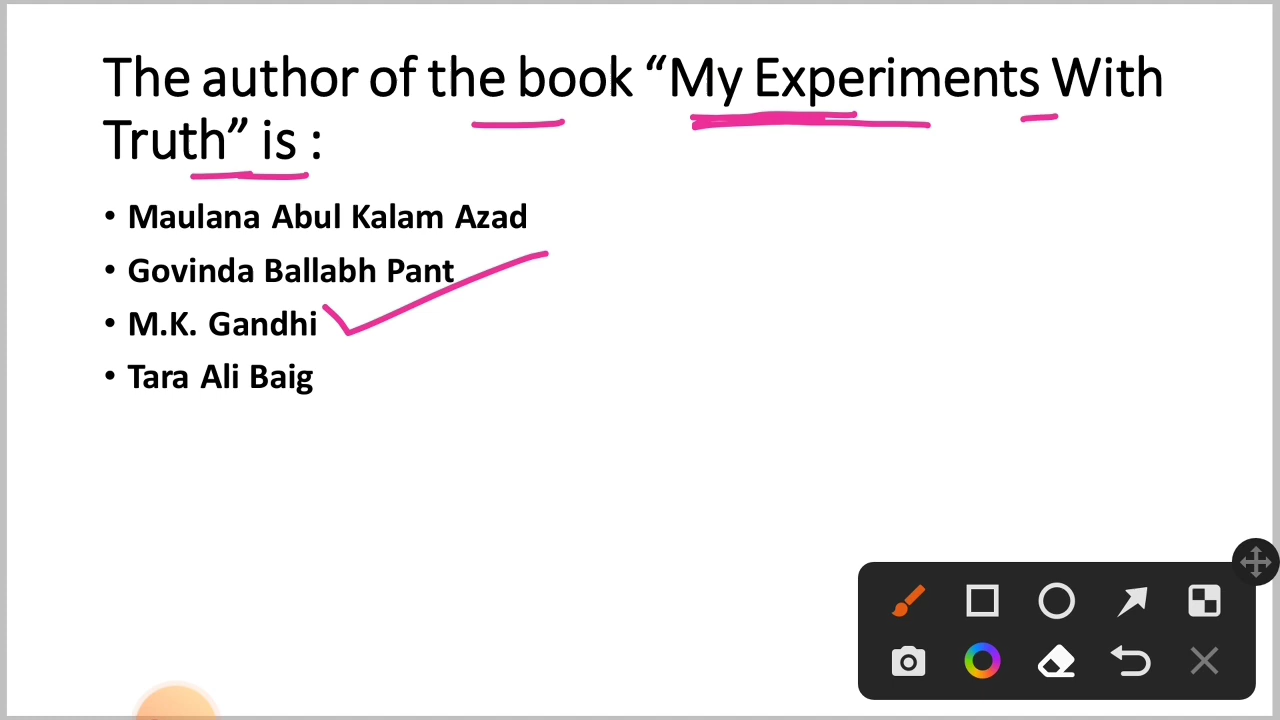 The author of the book “My Experiments With
Truth” is :
• Maulana Abul Kalam Azad
• Govinda Ballabh Pant
• M.K. Gandhi
• Tara Ali Baig